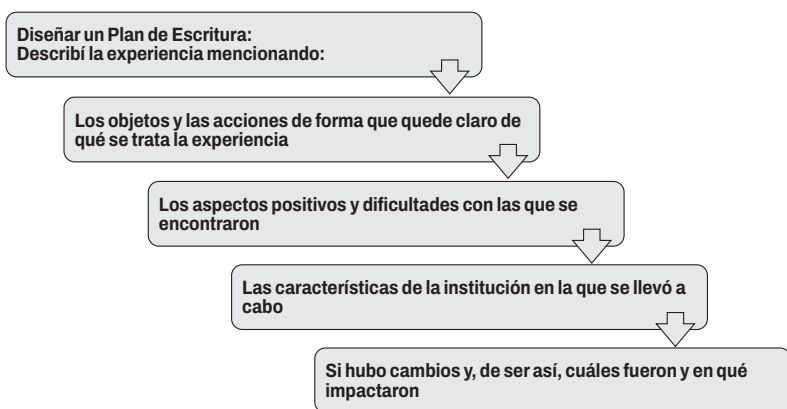 Diseñar un Plan de Escritura:
Describí la experiencia mencionando:
Los objetos y las acciones de forma que quede claro de
qué se trata la experiencia
Los aspectos positivos y dificultades con las que se
encontraron
Las características de la institución en la que se llevó a
cabo
Si hubo cambios y, de ser así, cuáles fueron y en qué
impactaron